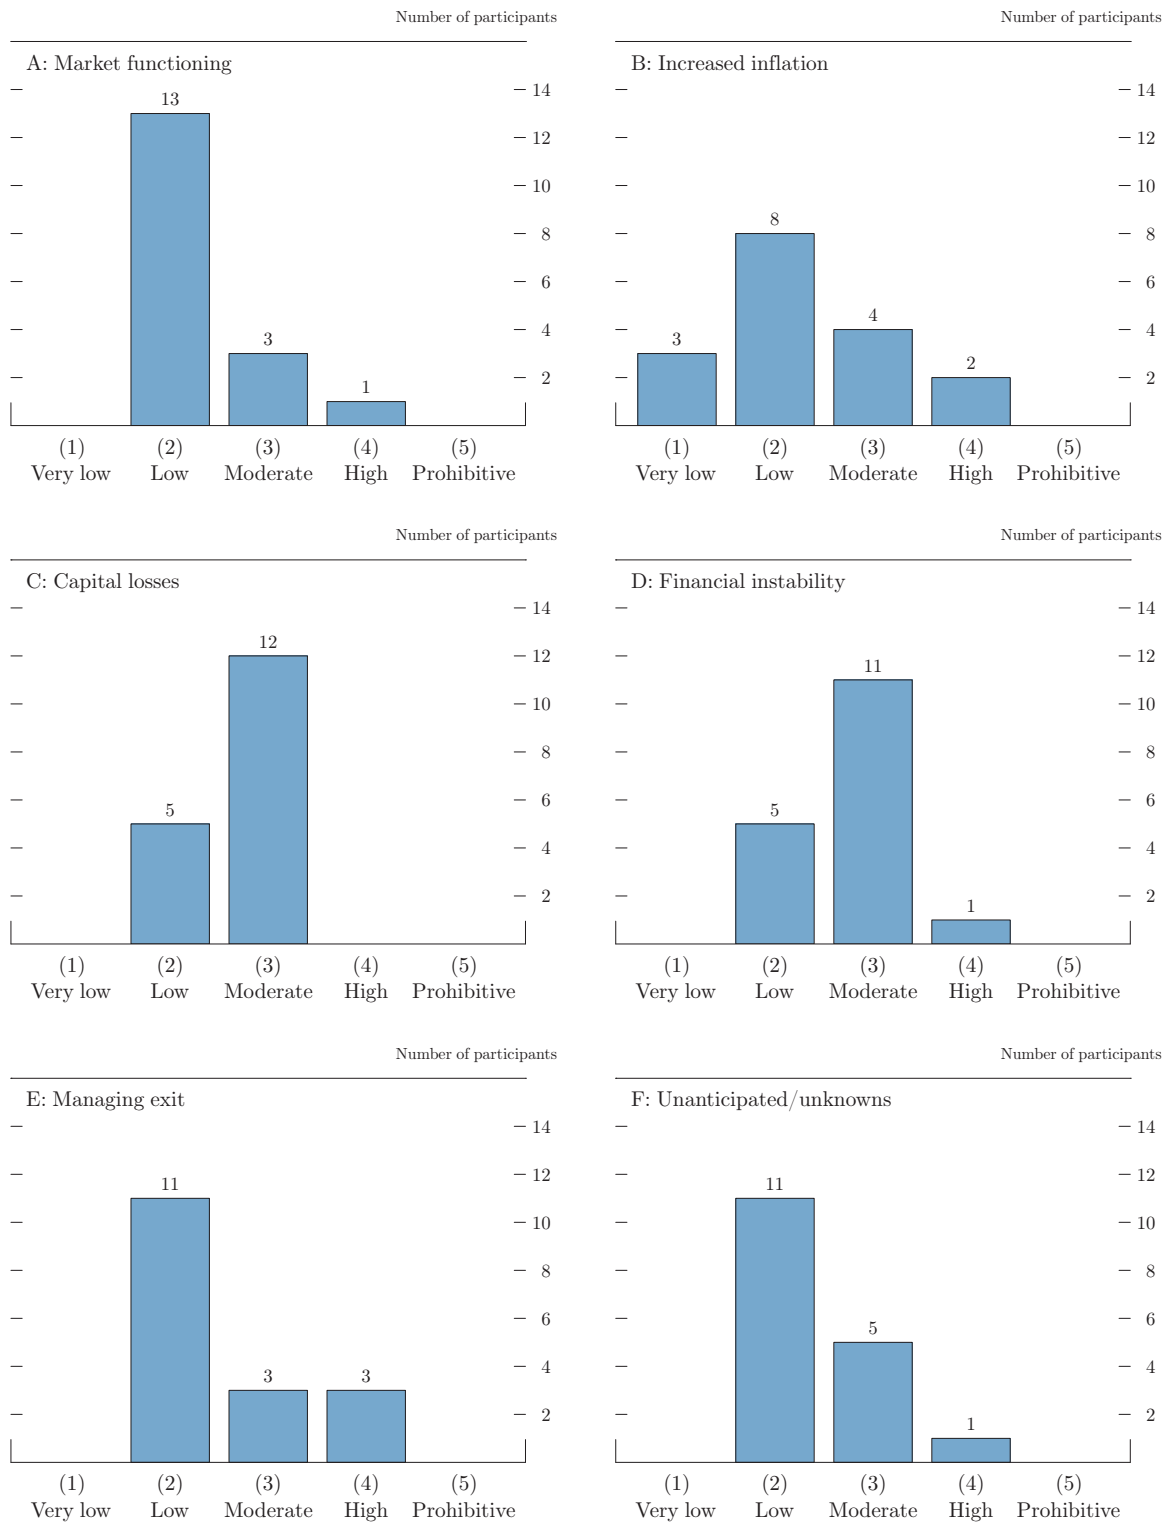 Number of participants
A: Market functioning
14
12
10
8
6
4
2
13
3
1
(1) (2) (3) (4) (5)
Very low Low Moderate High Prohibitive
Number of participants
B: Increased inflation
14
12
10
8
6
4
2
3
8
4
2
(1) (2) (3) (4) (5)
Very low Low Moderate High Prohibitive
Number of participants
C: Capital losses
14
12
10
8
6
4
2
5
12
(1) (2) (3) (4) (5)
Very low Low Moderate High Prohibitive
Number of participants
D: Financial instability
14
12
10
8
6
4
2
5
11
1
(1) (2) (3) (4) (5)
Very low Low Moderate High Prohibitive
Number of participants
E: Managing exit
14
12
10
8
6
4
2
11
3
3
(1) (2) (3) (4) (5)
Very low Low Moderate High Prohibitive
Number of participants
F: Unanticipated/unknowns
14
12
10
8
6
4
2
11
5
1
(1) (2) (3) (4) (5)
Very low Low Moderate High Prohibitive